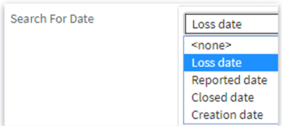 Search For Date
Loss date
<none>
Loss date
Reported date
Closed date
Creation date